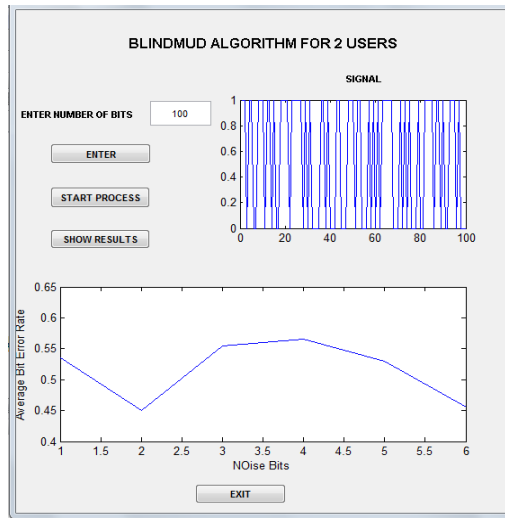 BLINDMUD ALGORITHM FOR 2 USERS
SIGNAL
ENTER NUMBER OF BITS 100
ENTER
START PROCESS
SHOW RESULTS
1
0.8
0.6
0.4
0.2
0
0 20 40 60 80 100
0.65
0.6
0.55
0.5
0.45
0.4
Average Bit Error Rate
1 1.5 2 2.5 3 3.5 4 4.5 5 5.5 6
NOise Bits
EXIT